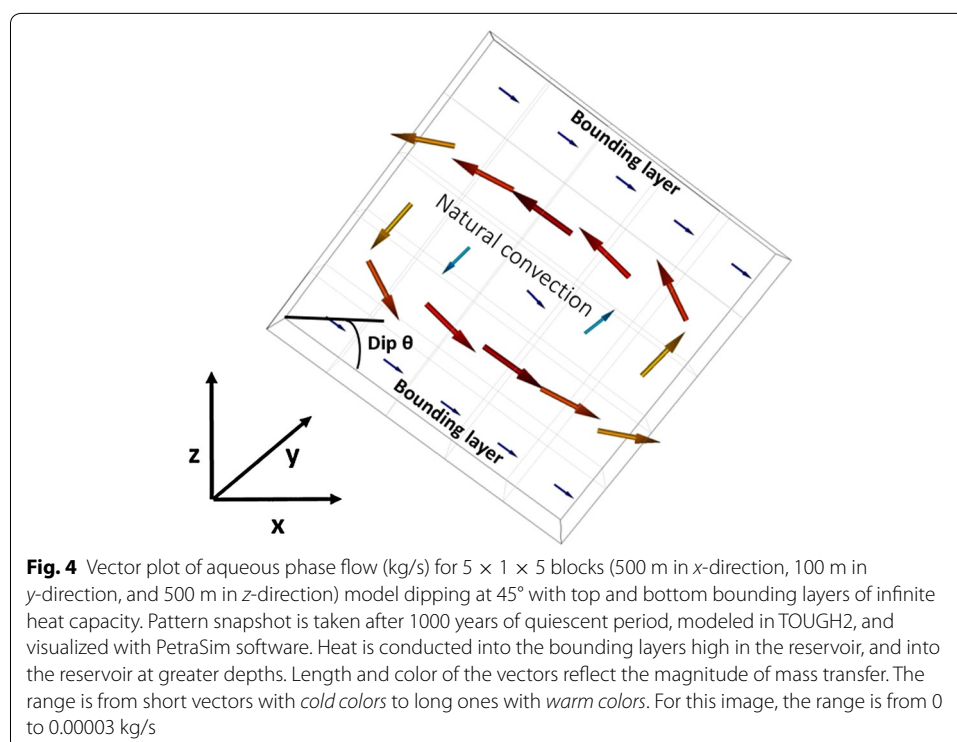 Bounding layer
Natural convection
Dip θ
Bounding layer
z
y
x
Fig. 4 Vector plot of aqueous phase flow (kg/s) for 5 × 1 × 5 blocks (500 m in x-direction, 100 m in
y-direction, and 500 m in z-direction) model dipping at 45° with top and bottom bounding layers of infinite
heat capacity. Pattern snapshot is taken after 1000 years of quiescent period, modeled in TOUGH2, and
visualized with PetraSim software. Heat is conducted into the bounding layers high in the reservoir, and into
the reservoir at greater depths. Length and color of the vectors reflect the magnitude of mass transfer. The
range is from short vectors with cold colors to long ones with warm colors. For this image, the range is from 0
to 0.00003 kg/s